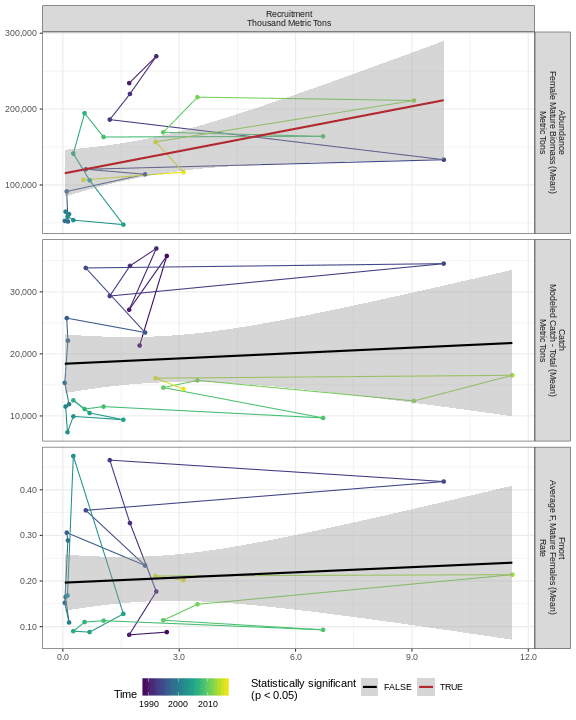 Recruitment
Thousand Metric Tons
300,000
200,000
100,000
Abundance
Female Mature Biomass (Mean)
Metric Tons
30,000
20,000
10,000
Catch
Modeled Catch - Total (Mean)
Metric Tons
0.40
0.30
0.20
0.10
Fmort
Average F, Mature Females (Mean)
Rate
0.0 3.0 6.0 9.0 12.0
Time
1990 2000 2010
Statistically significant
(p < 0.05)
FALSE TRUE